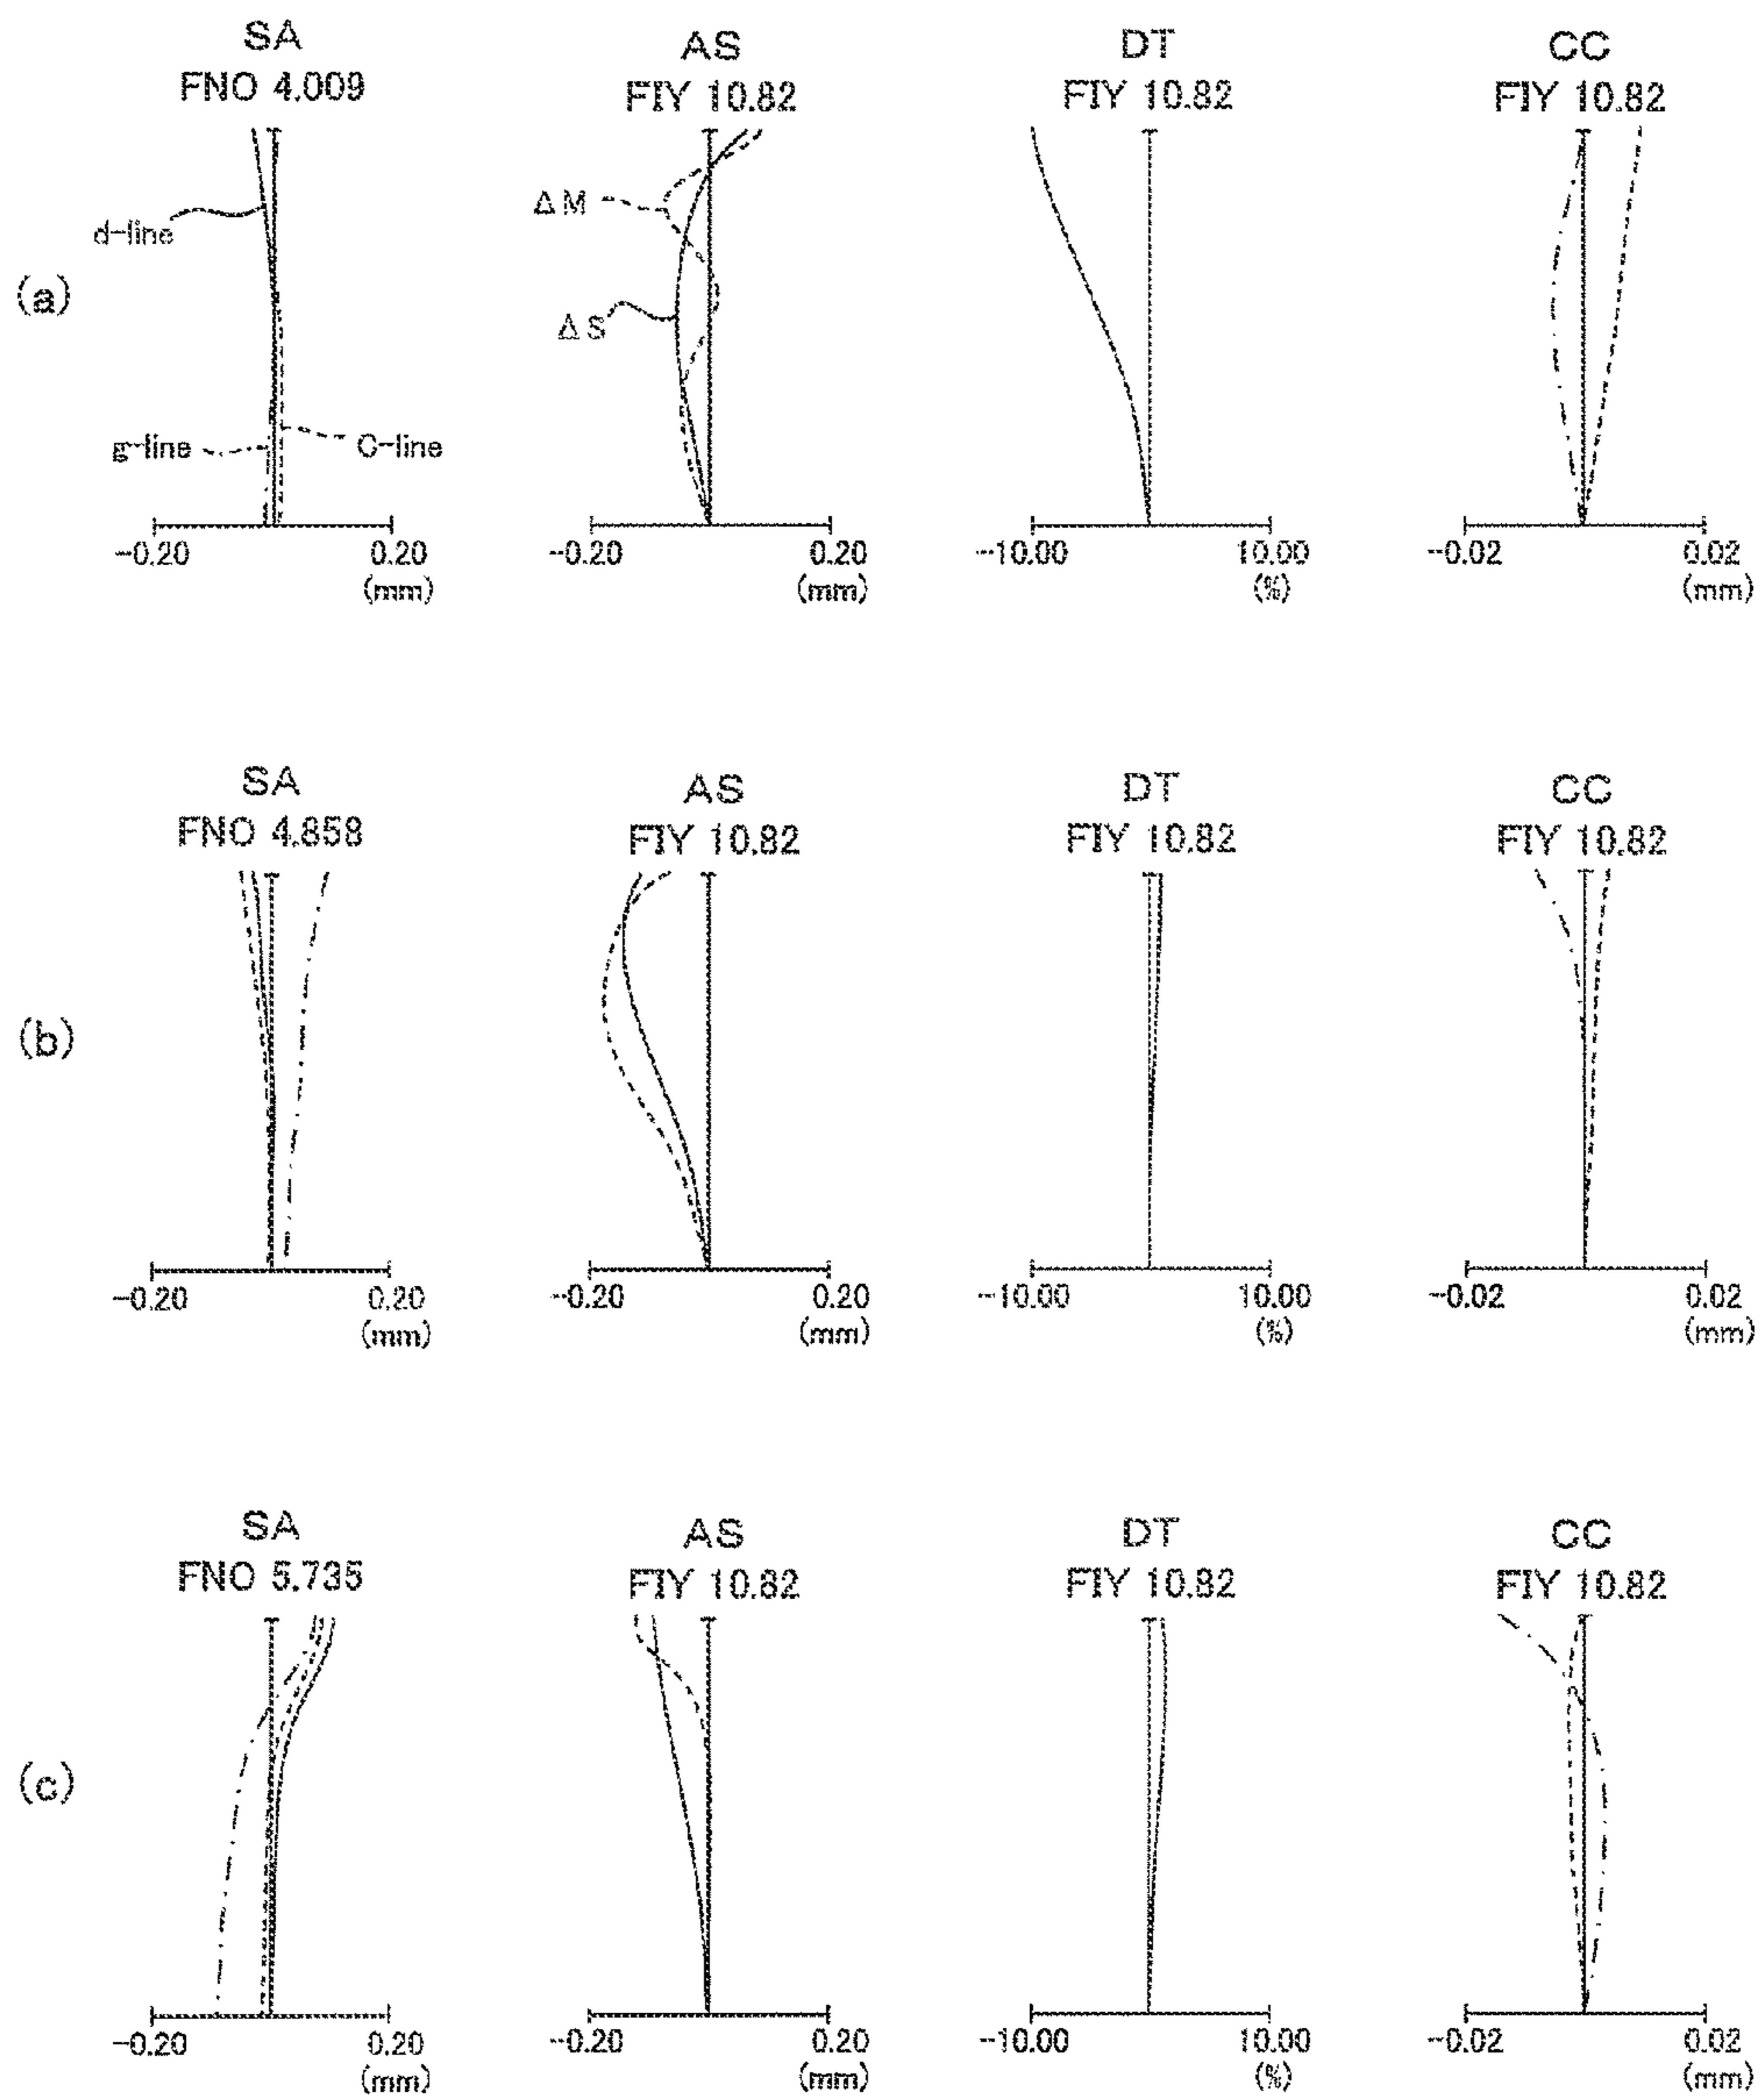 SA AS DT CC
FNO 4.009 FIY 10.82 FIY 10.82 FIY 10.82
ΔM
d-line
(a)
ΔS
g-line C-line
-0.20 0.20 -0.20 0.20 -10.00 10.00 -0.02 0.02
(mm) (mm) (%) (mm)
SA AS DT CC
FNO 4.858 FIY 10.82 FIY 10.82 FIY 10.82
(b)
-0.20 0.20 -0.20 0.20 -10.00 10.00 -0.02 0.02
(mm) (mm) (%) (mm)
SA AS DT CC
FNO 5.735 FIY 10.82 FIY 10.82 FIY 10.82
(c)
-0.20 0.20 -0.20 0.20 -10.00 10.00 -0.02 0.02
(mm) (mm) (%) (mm)